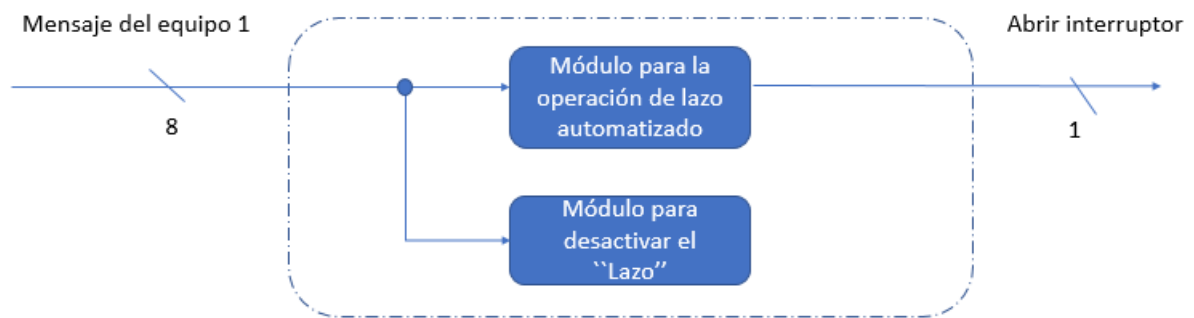 Mensaje del equipo 1
Abrir interruptor
Módulo para la
operación de lazo
automatizado
8
1
Módulo para
desactivar el
``Lazo’’